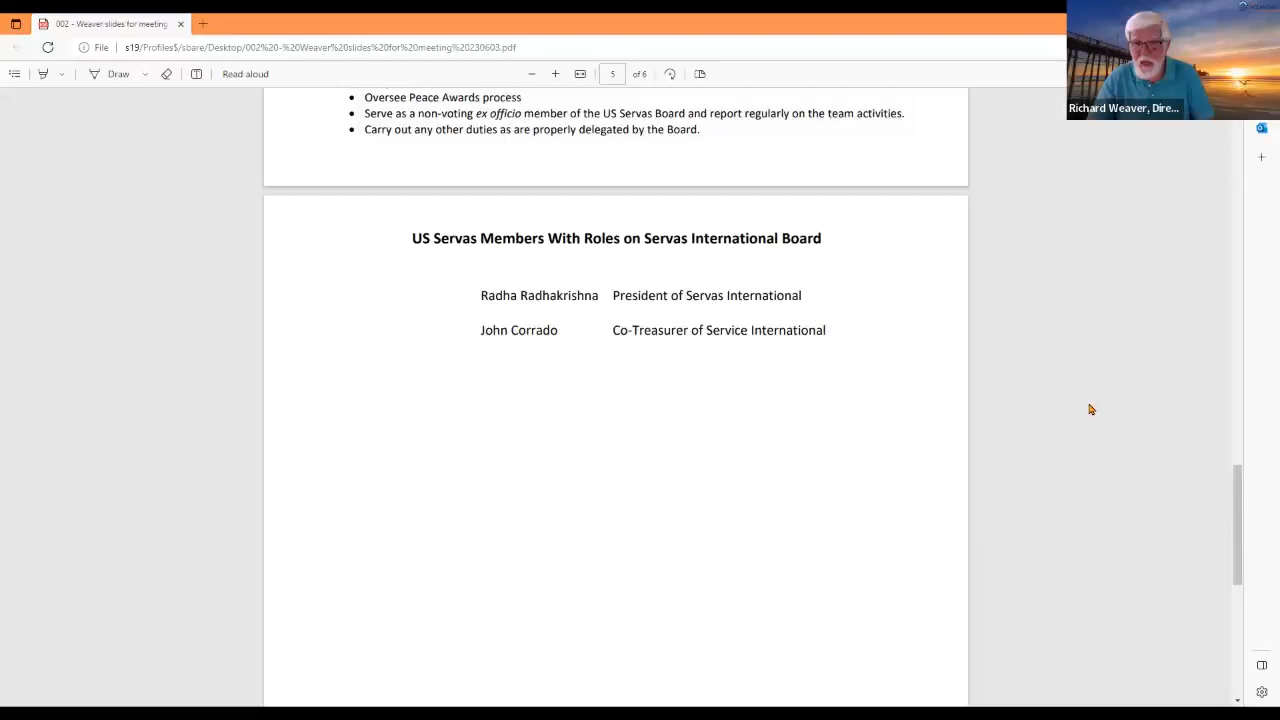 002 - Weaver slides for meeting
File
s19/Profiles$/sbare/Desktop/002%20-%20Weaver%20slides%20for%20meeting%20230603.pdf
Draw
Read aloud
5
of 6
Richard Weaver, Dire...
• Oversee Peace Awards process
• Serve as a non-voting ex officio member of the US Servas Board and report regularly on the team activities.
• Carry out any other duties as are properly delegated by the Board.
US Servas Members With Roles on Servas International Board
Radha Radhakrishna President of Servas International
John Corrado Co-Treasurer of Service International